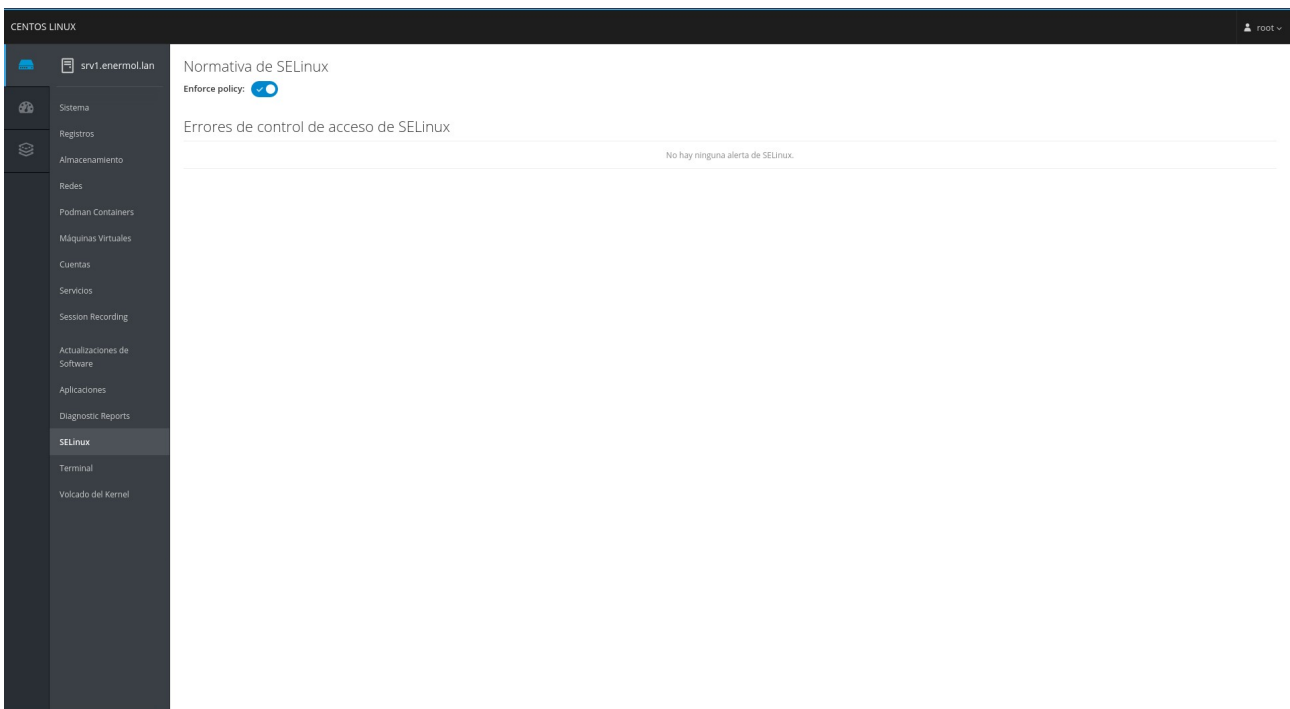 CENTOS LINUX
root
srv1.enermol.lan
Sistema
Registros
Almacenamiento
Redes
Podman Containers
Máquinas Virtuales
Cuentas
Servicios
Session Recording
Actualizaciones de
Software
Aplicaciones
Diagnostic Reports
SELinux
Terminal
Volcado del Kernel
Normativa de SELinux
Enforce policy:
Errores de control de acceso de SELinux
No hay ninguna alerta de SELinux.